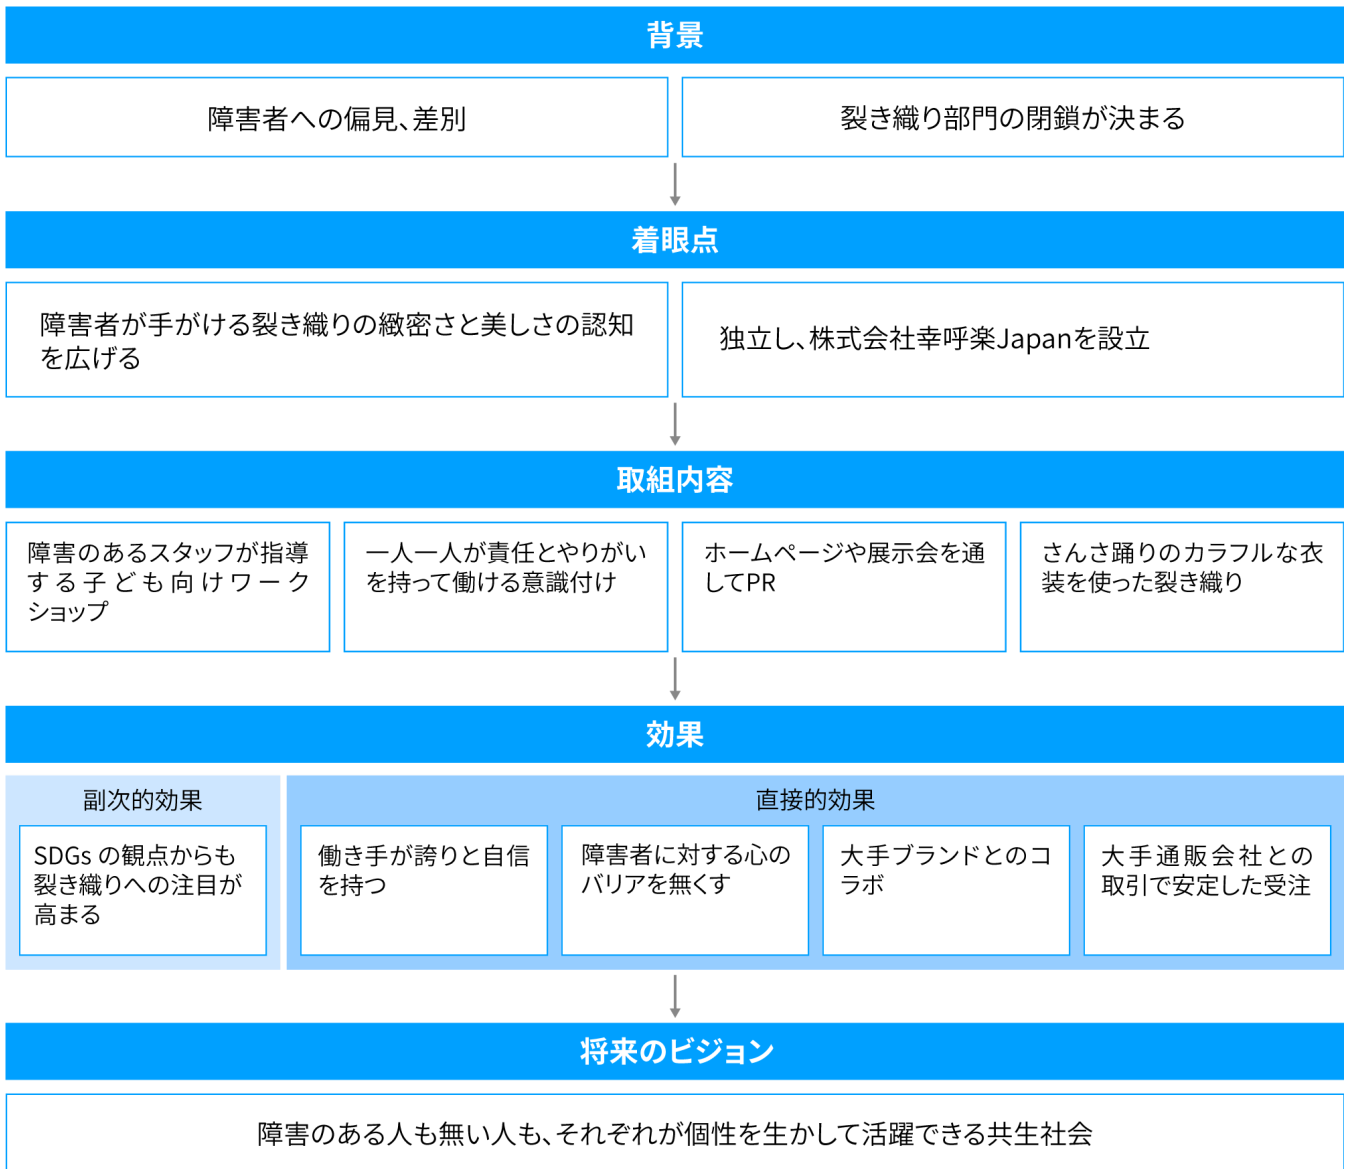 背景
障害者への偏見、差別
裂き織り部門の閉鎖が決まる
着眼点
障害者が手がける裂き織りの緻密さと美しさの認知
を広げる
独立し、株式会社幸呼楽Japanを設立
取組内容
障害のあるスタッフが指導
する子ども向けワーク
ショップ
一人一人が責任とやりがい
を持って働ける意識付け
ホームページや展示会を通
してPR
さんさ踊りのカラフルな衣
装を使った裂き織り
効果
副次的効果
SDGs の観点からも
裂き織りへの注目が
高まる
直接的効果
働き手が誇りと自信
を持つ
障害者に対する心の
バリアを無くす
大手ブランドとのコ
ラボ
大手通販会社との
取引で安定した受注
将来のビジョン
障害のある人も無い人も、それぞれが個性を生かして活躍できる共生社会